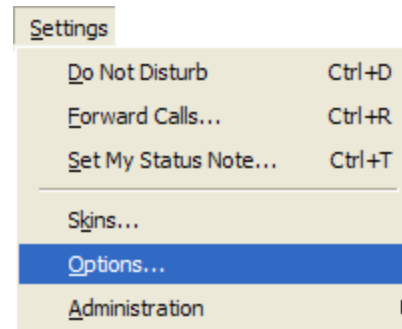 Settings
Do Not Disturb Ctrl+D
Forward Calls... Ctrl+R
Set My Status Note... Ctrl+T
Skins...
Options...
Administration